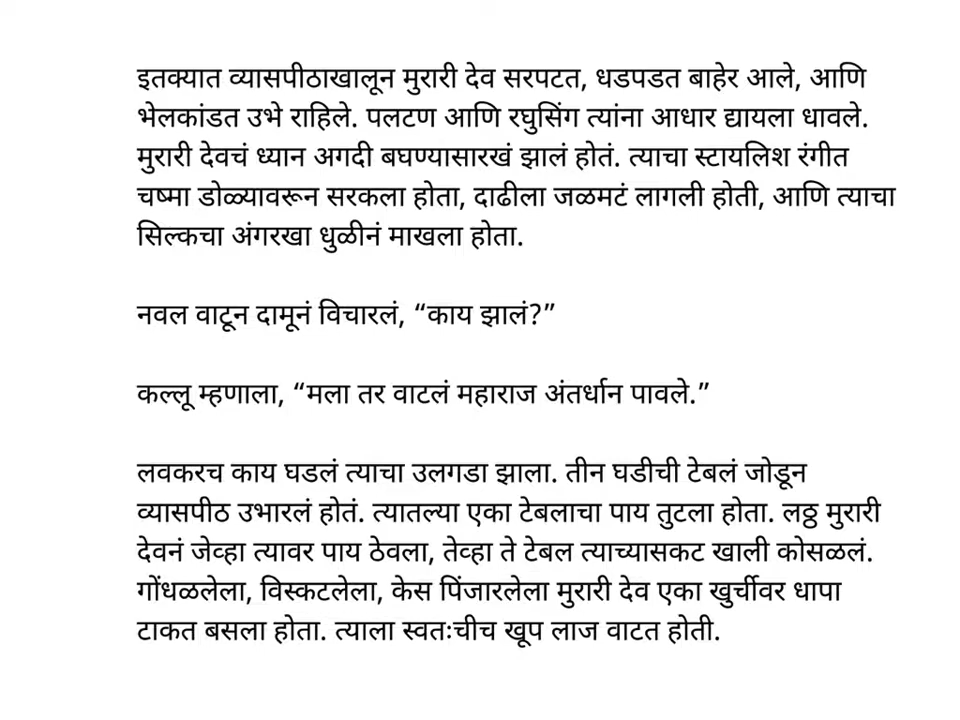 इतक्यात व्यासपीठाखालून मुरारी देव सरपटत, धडपडत बाहेर आले, आणि
भेलकांडत उभे राहिले. पलटण आणि रघुसिंग त्यांना आधार द्यायला धावले.
मुरारी देवचं ध्यान अगदी बघण्यासारखं झालं होतं. त्याचा स्टायलिश रंगीत
चष्मा डोळ्यावरून सरकला होता, दाढीला जळमटं लागली होती, आणि त्याचा
सिल्कचा अंगरखा धुळीनं माखला होता.
नवल वाटून दामूनं विचारलं, “काय झालं?”
कल्लू म्हणाला, “मला तर वाटलं महाराज अंतर्धान पावले.”
लवकरच काय घडलं त्याचा उलगडा झाला. तीन घडीची टेबलं जोडून
व्यासपीठ उभारलं होतं. त्यातल्या एका टेबलाचा पाय तुटला होता. लठ्ठ मुरारी
देवनं जेव्हा त्यावर पाय ठेवला, तेव्हा ते टेबल त्याच्यासकट खाली कोसळलं.
गोंधळलेला, विस्कटलेला, केस पिंजारलेला मुरारी देव एका खुर्चीवर धापा
टाकत बसला होता. त्याला स्वतःचीच खूप लाज वाटत होती.